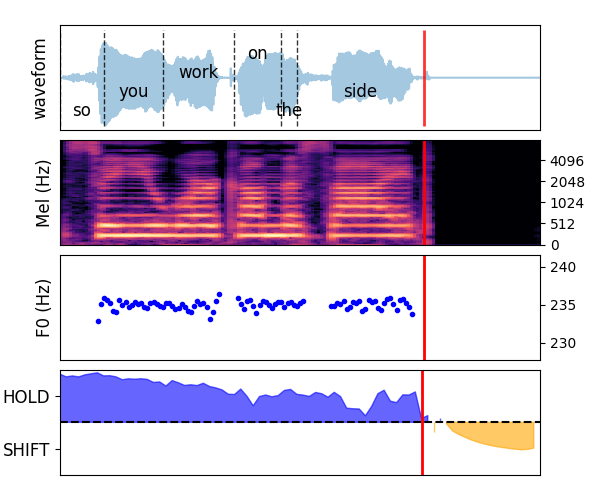 waveform
so
you
work
on
the
side
Mel (Hz)
4096
2048
1024
512
0
F0 (Hz)
240
235
230
HOLD
SHIFT